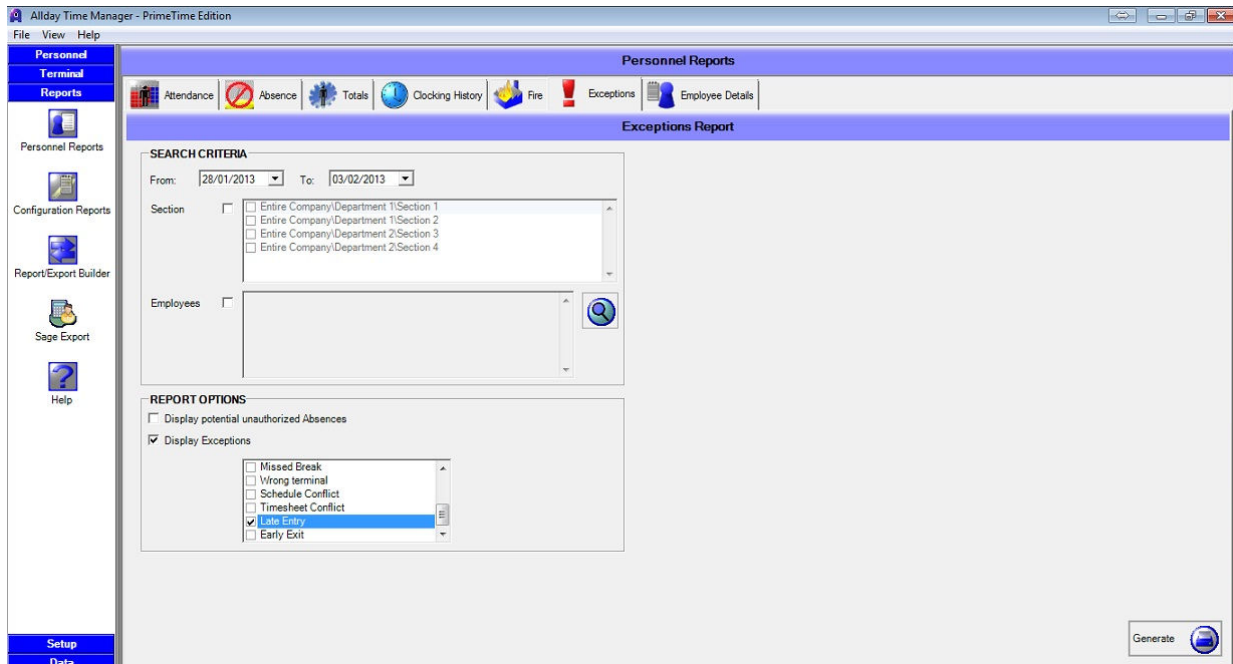 Allday Time Manager - PrimeTime Edition
File View Help
Personnel
Terminal
Reports
Personnel Reports
Configuration Reports
Report/Export Builder
Sage Export
Help
Setup
Data
Personnel Reports
Attendance Absence Totals Clocking History Fire Exceptions Employee Details
Exceptions Report
SEARCH CRITERIA
From: 28/01/2013 To: 03/02/2013
Section
Entire Company\Department 1\Section 1
Entire Company\Department 1\Section 2
Entire Company\Department 2\Section 3
Entire Company\Department 2\Section 4
Employees
REPORT OPTIONS
Display potential unauthorized Absences
Display Exceptions
Missed Break
Wrong terminal
Schedule Conflict
Timesheet Conflict
Late Entry
Early Exit
Generate